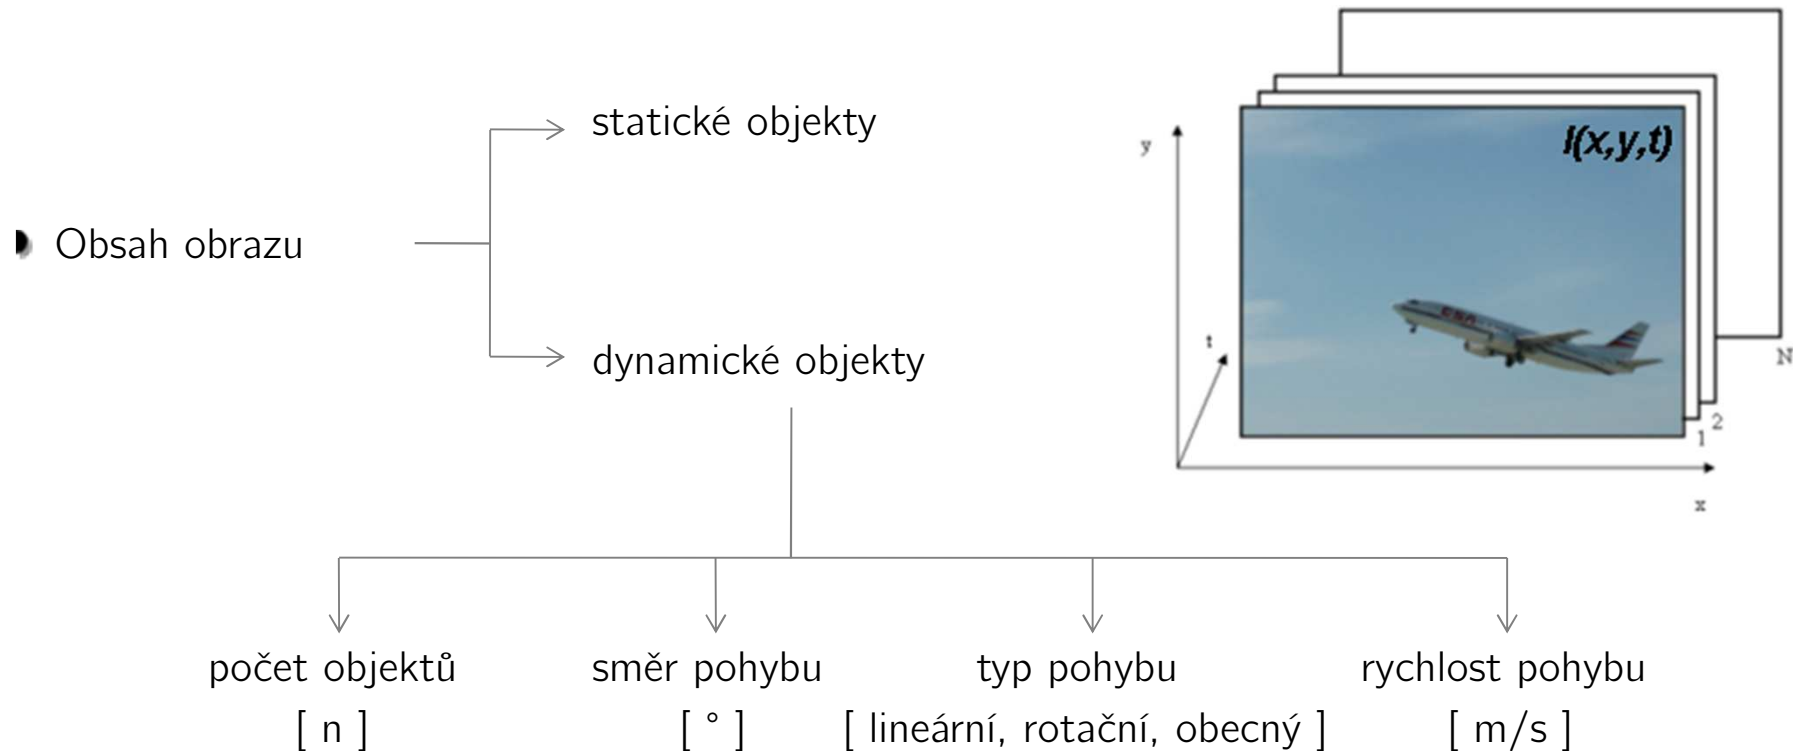 statické objekty
Obsah obrazu
dynamické objekty
I(x,y,t)
y
t
x
1
2
N
CSA
počet objektů
směr pohybu
typ pohybu
rychlost pohybu
[ n ]
[ ° ]
[ lineární, rotační, obecný ]
[ m/s ]